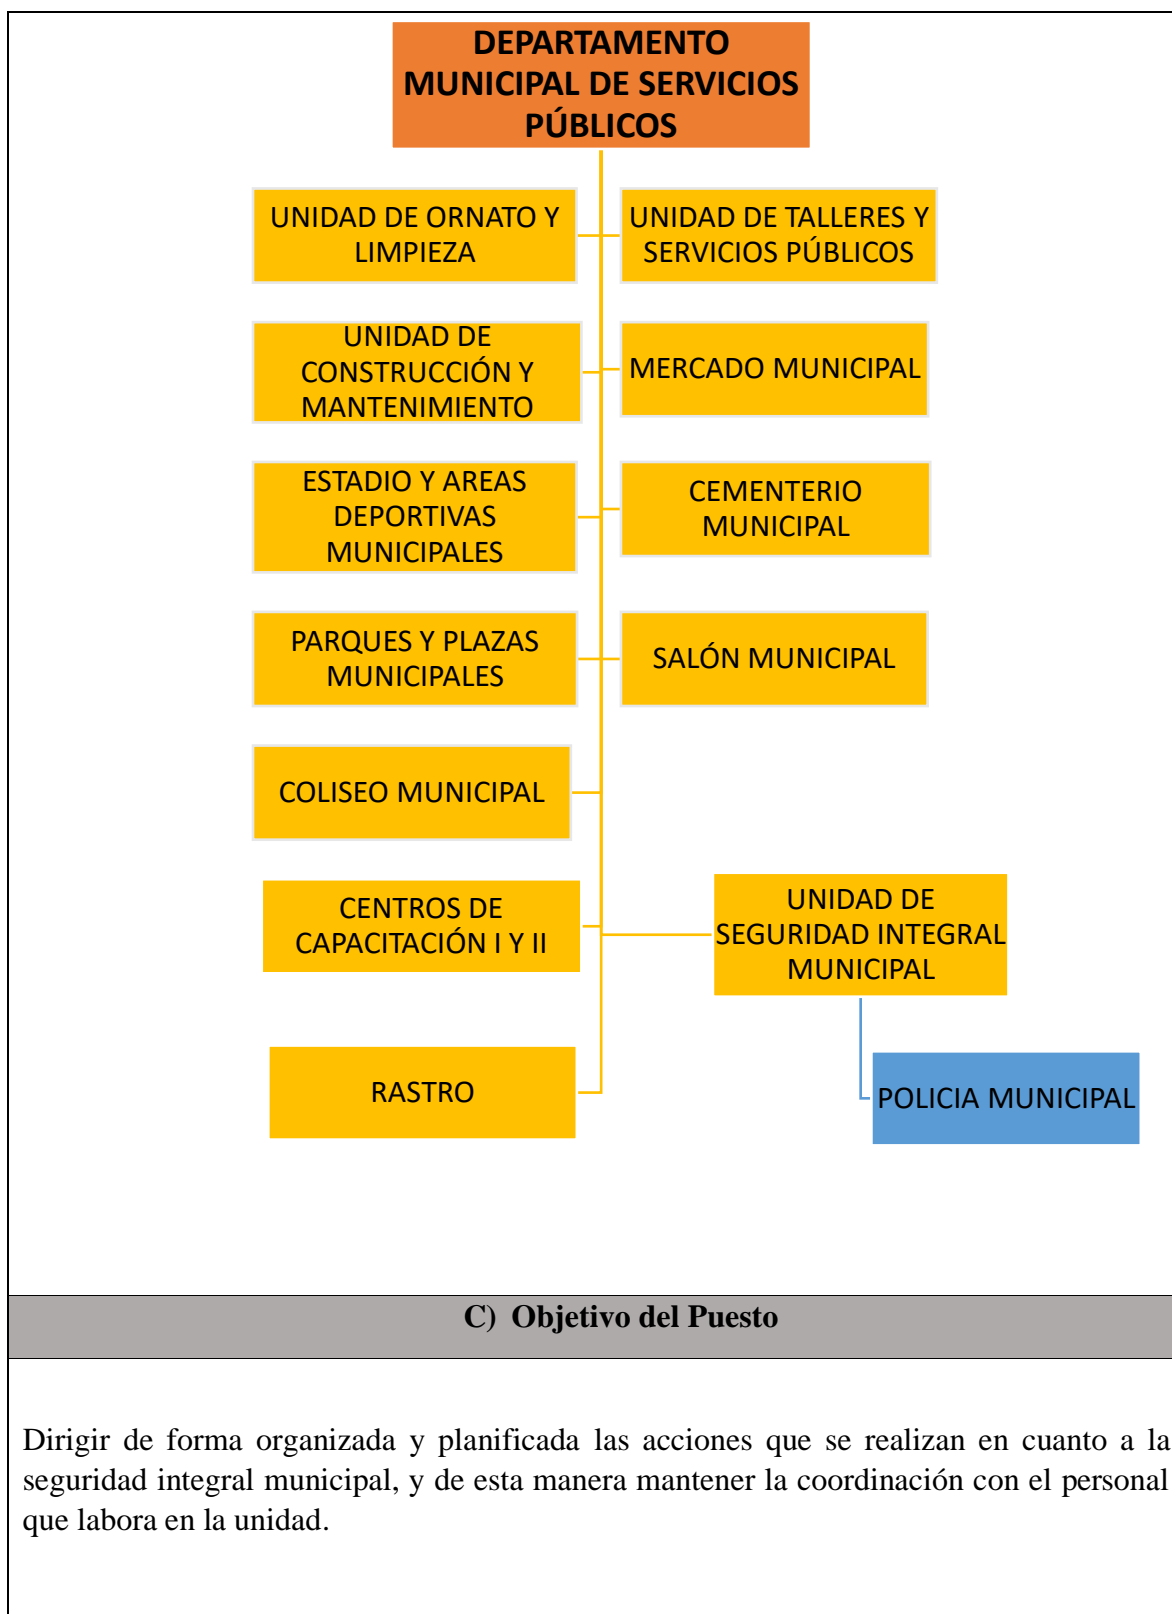 DEPARTAMENTO
MUNICIPAL DE SERVICIOS
PÚBLICOS
UNIDAD DE ORNATO Y
LIMPIEZA
UNIDAD DE TALLERES Y
SERVICIOS PÚBLICOS
UNIDAD DE
CONSTRUCCIÓN Y
MANTENIMIENTO
MERCADO MUNICIPAL
ESTADIO Y AREAS
DEPORTIVAS
MUNICIPALES
CEMENTERIO
MUNICIPAL
PARQUES Y PLAZAS
MUNICIPALES
SALÓN MUNICIPAL
COLISEO MUNICIPAL
CENTROS DE
CAPACITACIÓN I Y II
UNIDAD DE
SEGURIDAD INTEGRAL
MUNICIPAL
RASTRO
POLICIA MUNICIPAL
C) Objetivo del Puesto
Dirigir de forma organizada y planificada las acciones que se realizan en cuanto a la
seguridad integral municipal, y de esta manera mantener la coordinación con el personal
que labora en la unidad.